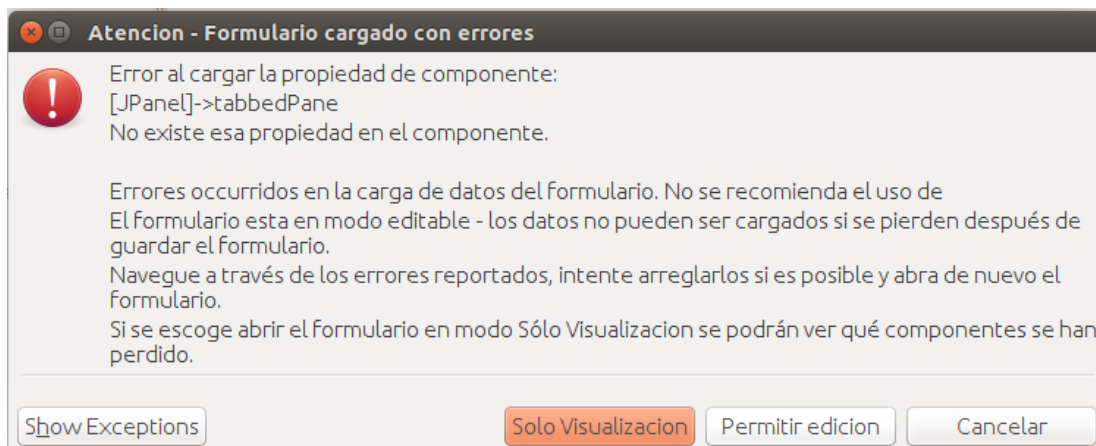 Atencion - Formulario cargado con errores
Error al cargar la propiedad de componente:
[JPanel]->tabbedPane
No existe esa propiedad en el componente.
Errores occurridos en la carga de datos del formulario. No se recomienda el uso de
El formulario esta en modo editable - los datos no pueden ser cargados si se pierden después de
guardar el formulario.
Navegue a través de los errores reportados, intente arreglarlos si es posible y abra de nuevo el
formulario.
Si se escoge abrir el formulario en modo Sólo Visualizacion se podrán ver qué componentes se han
perdido.
Show Exceptions Solo Visualizacion Permitir edicion Cancelar